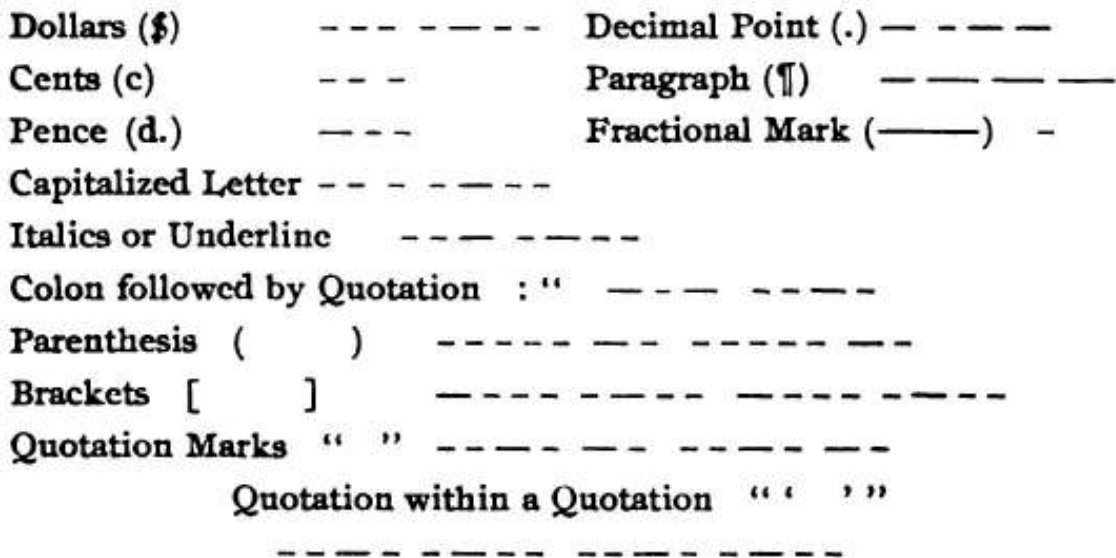 Dollars ($) - - - - — - - Decimal Point (.) — - — —
Cents (c) - - - Paragraph (¶) — — — —
Pence (d.) — - - Fractional Mark (——) -
Capitalized Letter - - - - — - -
Italics or Underline - - — - — - -
Colon followed by Quotation : “ — - — - - — -
Parenthesis ( ) - - - - - — - - - - - - — -
Brackets [ ] — - - - - — - - — - - - - — - -
Quotation Marks “ ” - - — - — - - - — - — -
Quotation within a Quotation “ ‘ ’ ”
- - — - - — - - - - — - - — - -